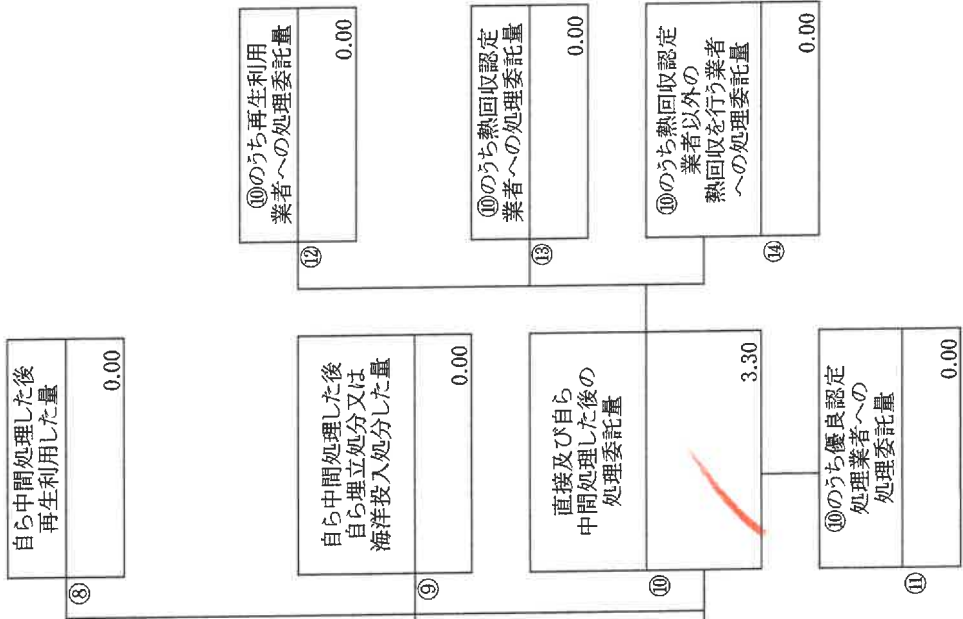 ⑧
自ら中間処理した後
再生利用した量
0.00
⑨
自ら中間処理した後
自ら埋立処分又は
海洋投入処分した量
0.00
⑩
直接及び自ら
中間処理した後の
処理委託量
3.30
⑪
⑩のうち優良認定
処理業者への
処理委託量
0.00
⑫
⑩のうち再生利用
業者への処理委託量
0.00
⑬
⑩のうち熱回収認定
業者への処理委託量
0.00
⑭
⑩のうち熱回収認定
業者以外の
熱回収を行う業者
への処理委託量
0.00